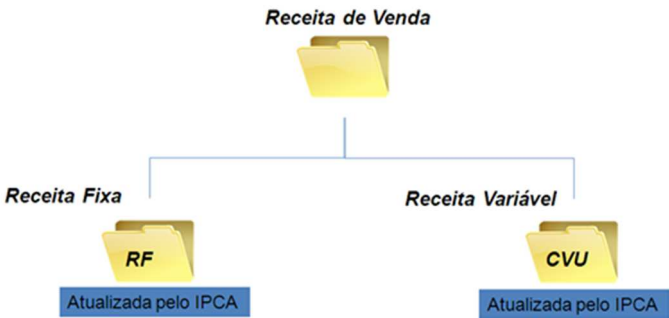 Receita de Venda
Receita Fixa
RF
Atualizada pelo IPCA
Receita Variável
CVU
Atualizada pelo IPCA